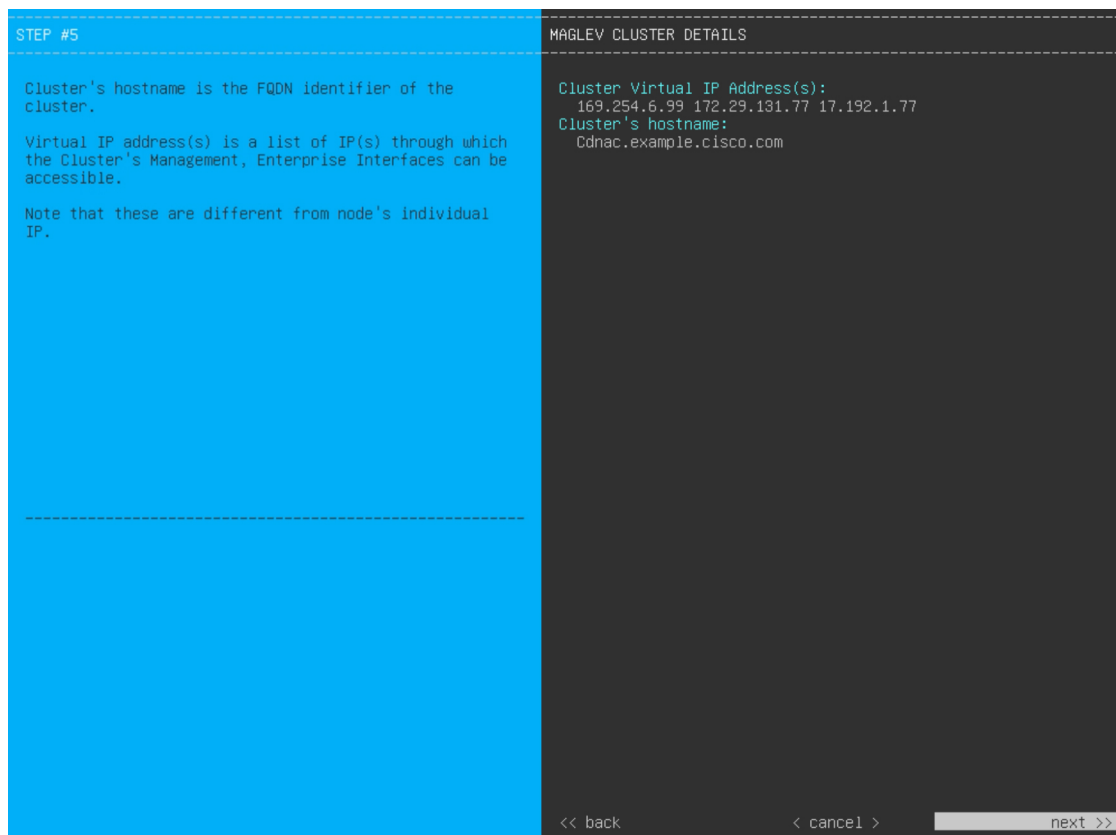 STEP #5
Cluster's hostname is the FQDN identifier of the
cluster.
Virtual IP address(s) is a list of IP(s) through which
the Cluster's Management, Enterprise Interfaces can be
accessible.
Note that these are different from node's individual
IP.
MAGLEV CLUSTER DETAILS
Cluster Virtual IP Address(s):
169.254.6.99 172.29.131.77 17.192.1.77
Cluster's hostname:
Cdnac.example.cisco.com
<< back < cancel > next >>